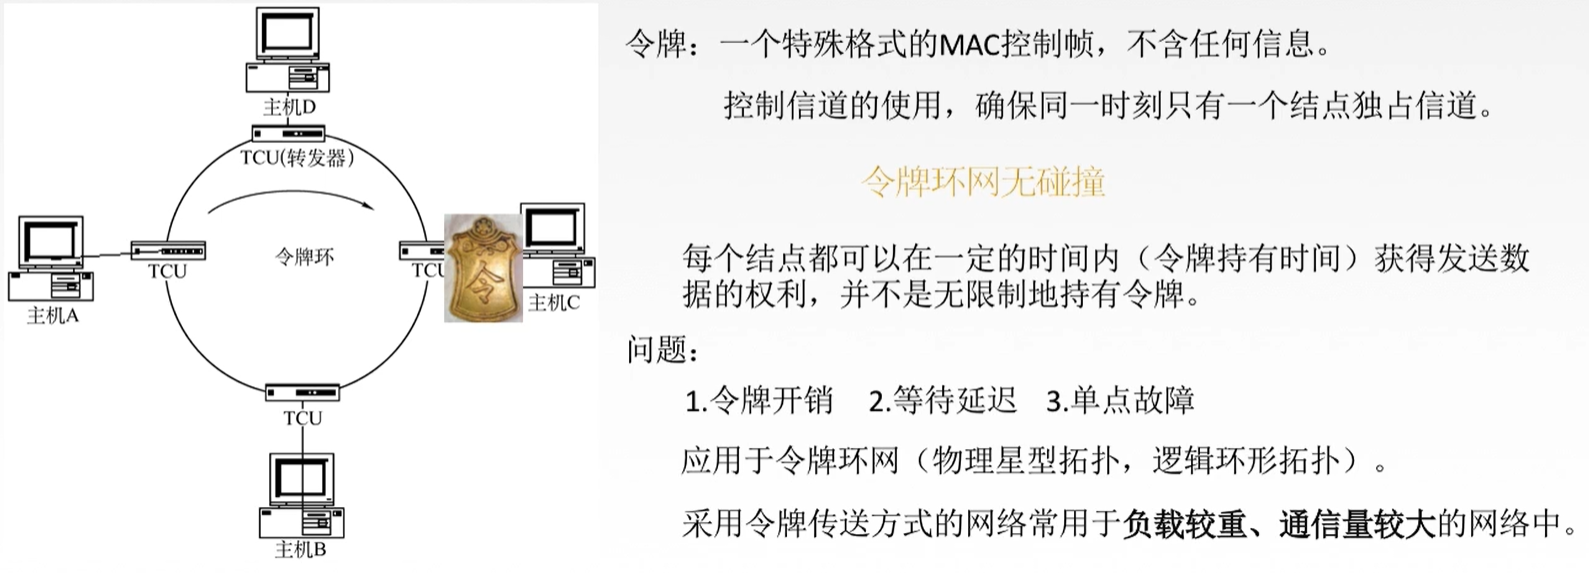 主机D
TCU(转发器)
令牌环
TCU
主机A
TCU
令
主机C
TCU
主机B
令牌：一个特殊格式的MAC控制帧，不含任何信息。
控制信道的使用，确保同一时刻只有一个结点独占信道。
令牌环网无碰撞
每个结点都可以在一定的时间内（令牌持有时间）获得发送数
据的权利，并不是无限制地持有令牌。
问题：
1.令牌开销 2.等待延迟 3.单点故障
应用于令牌环网（物理星型拓扑，逻辑环形拓扑）。
采用令牌传送方式的网络常用于负载较重、通信量较大的网络中。